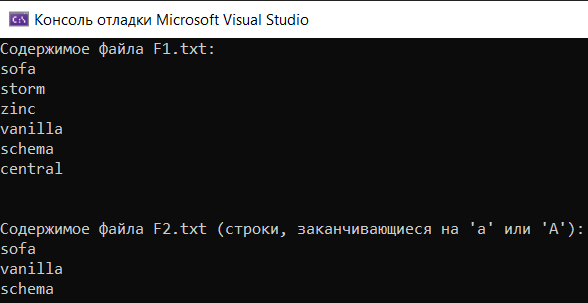 C:\ Консоль отладки Microsoft Visual Studio
Содержимое файла F1.txt:
sofa
storm
zinc
vanilla
schema
central
Содержимое файла F2.txt (строки, заканчивающиеся на 'a' или 'A'):
sofa
vanilla
schema